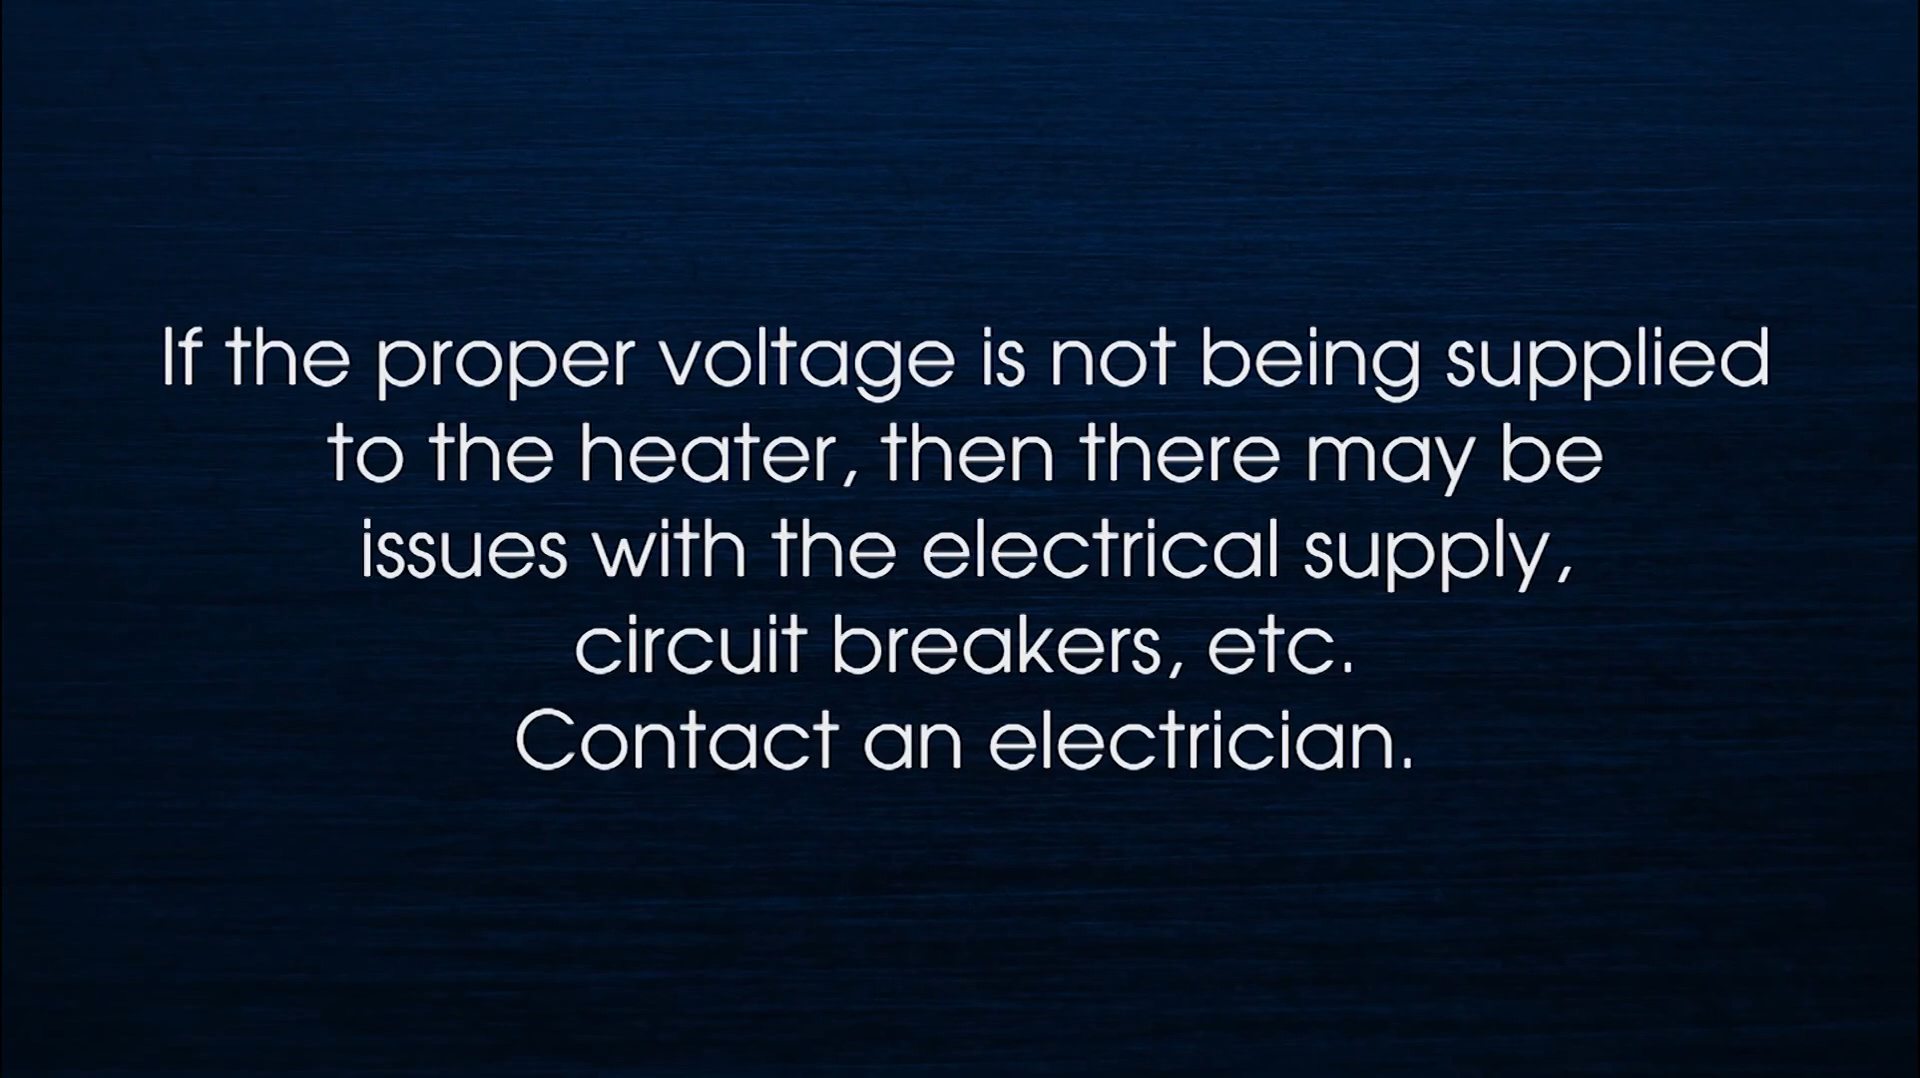 If the proper voltage is not being supplied
to the heater, then there may be
issues with the electrical supply,
circuit breakers, etc.
Contact an electrician.